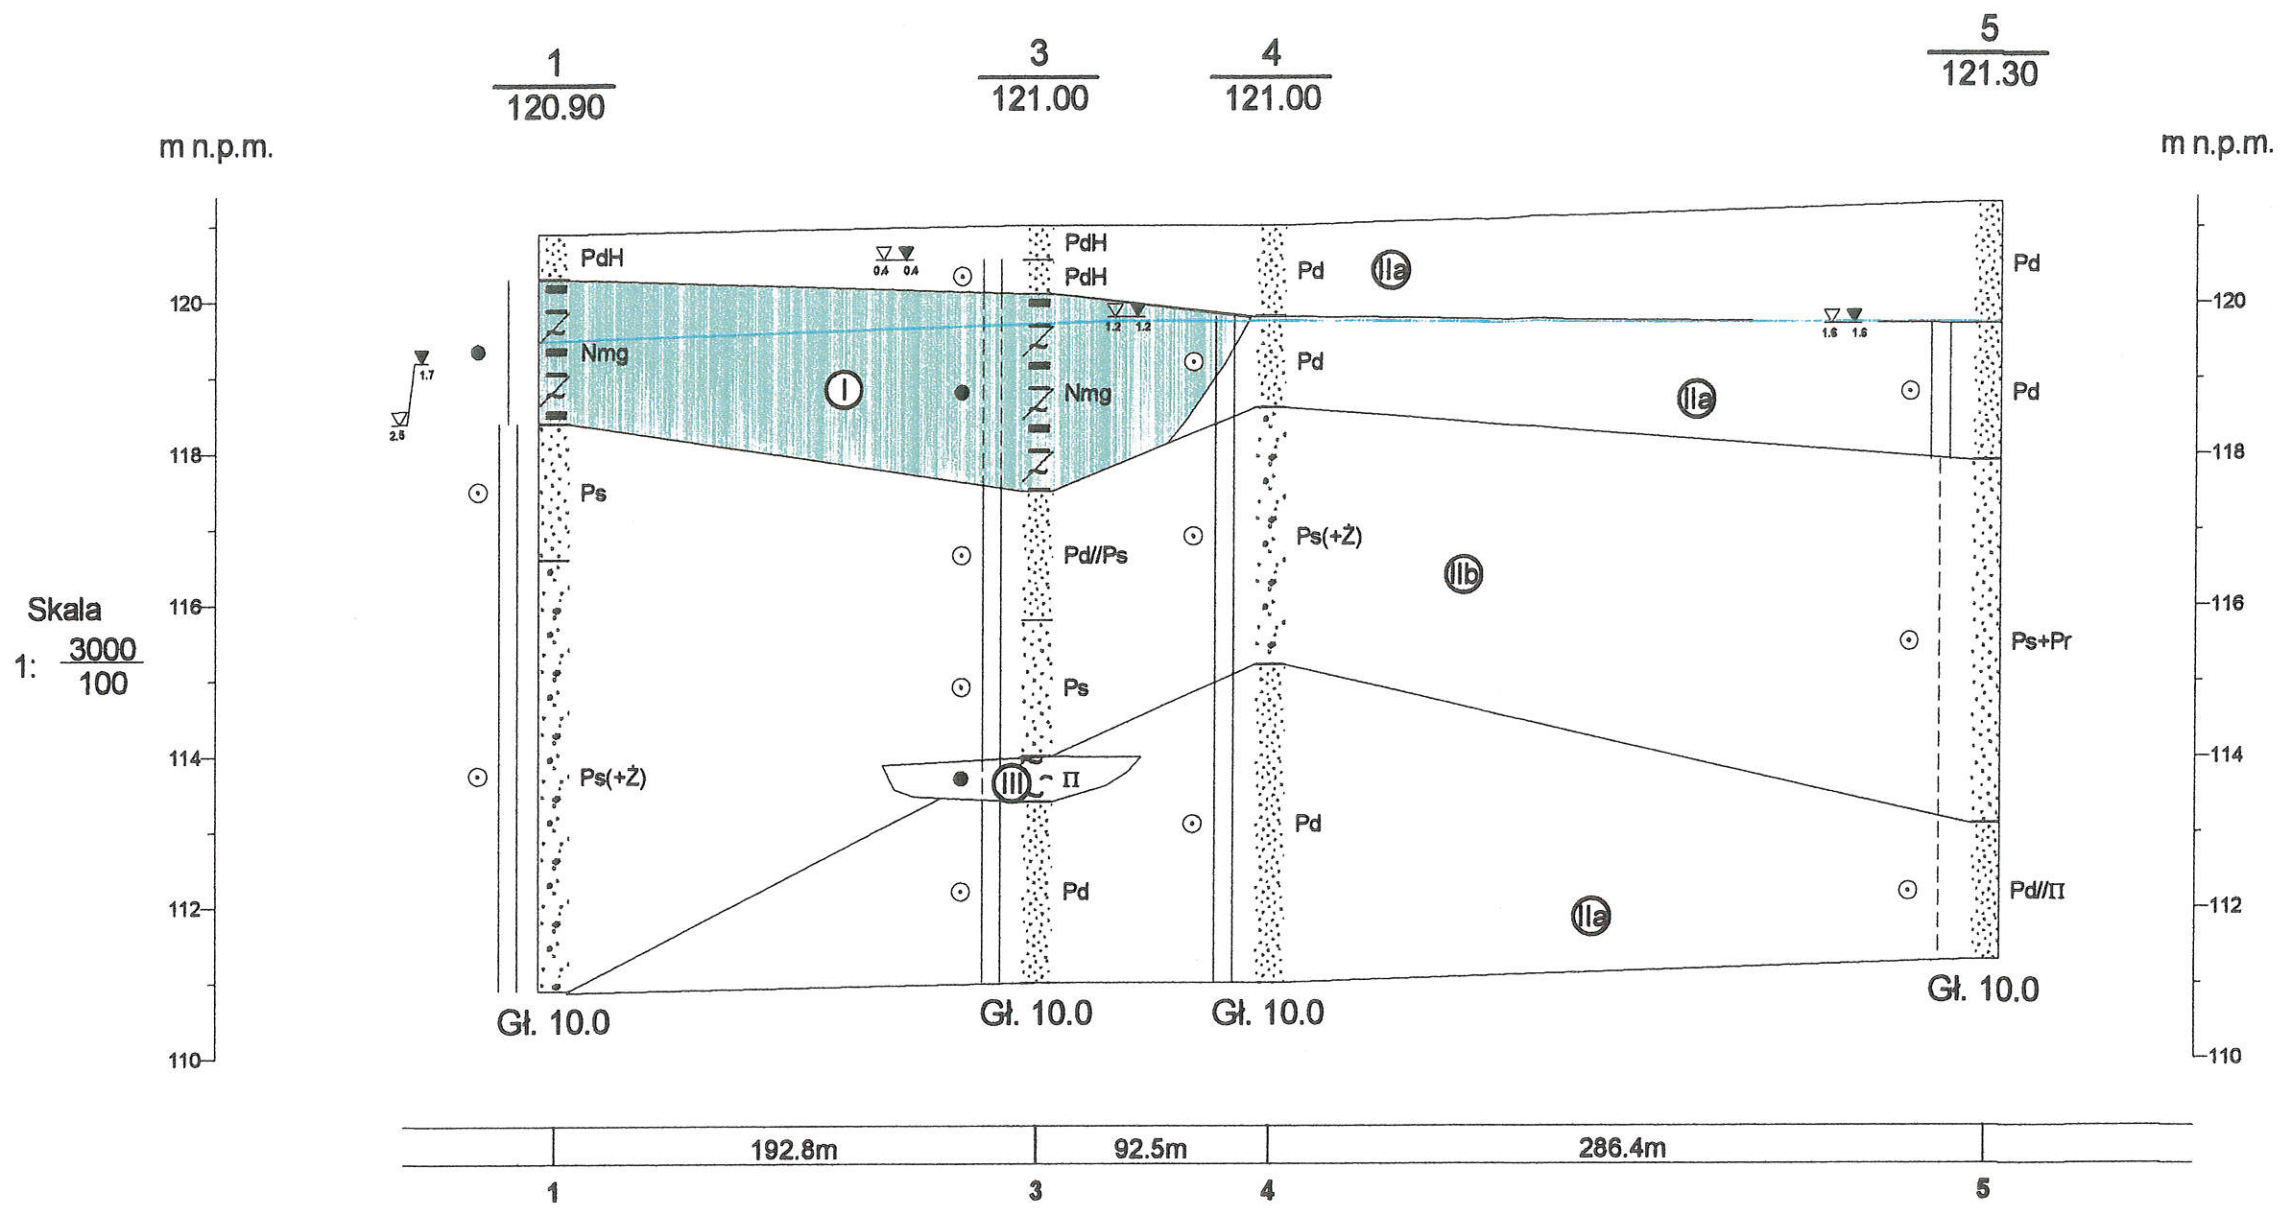 1
120.90
3
121.00
4
121.00
5
121.30
m n.p.m.
m n.p.m.
PdH
0.4 0.4
PdH
PdH
Pd
IIa
Pd
120
120
1.2 1.2
1.6 1.6
Nmg
1.7
I
Nmg
Pd
IIa
Pd
2.5
118
118
Ps
Pd//Ps
Ps(+Ż)
IIb
Skala
1: 3000
100
116
116
Ps+Pr
Ps
114
114
Ps(+Ż)
III
Π
Pd
112
112
Pd
IIa
Pd//Π
Gł. 10.0
Gł. 10.0
Gł. 10.0
Gł. 10.0
110
110
192.8m
92.5m
286.4m
1
3
4
5